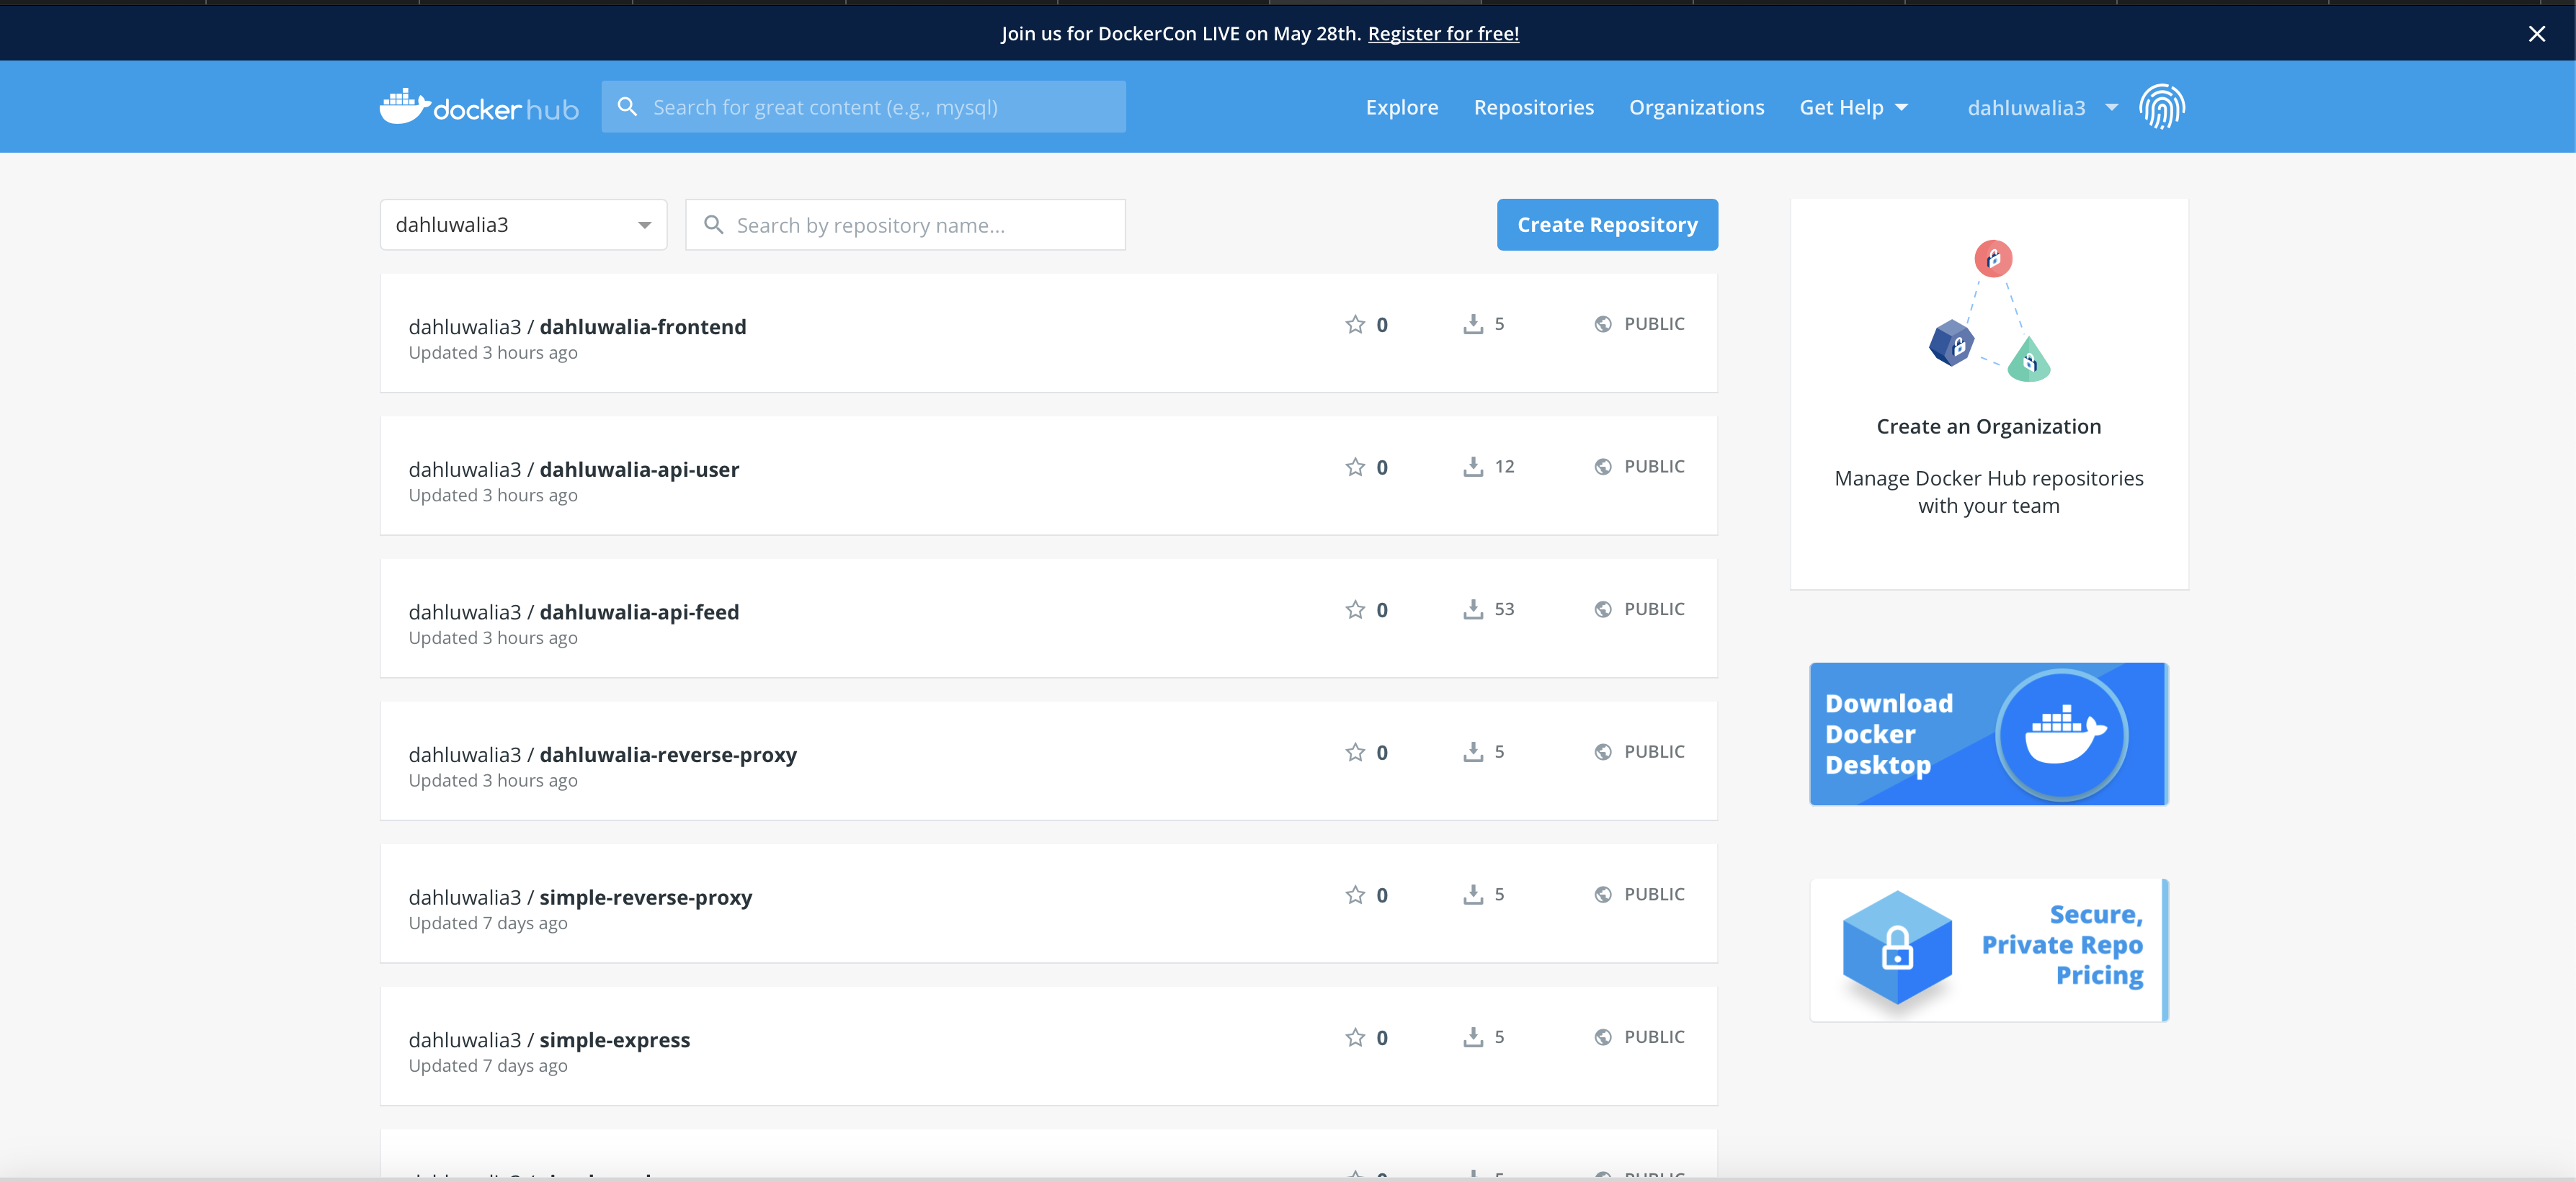 Join us for DockerCon LIVE on May 28th. Register for free!
docker hub
Search for great content (e.g., mysql)
Explore
Repositories
Organizations
Get Help
dahluwalia3
dahluwalia3
Search by repository name...
Create Repository
dahluwalia3 / dahluwalia-frontend
Updated 3 hours ago
0
5
PUBLIC
dahluwalia3 / dahluwalia-api-user
Updated 3 hours ago
0
12
PUBLIC
dahluwalia3 / dahluwalia-api-feed
Updated 3 hours ago
0
53
PUBLIC
dahluwalia3 / dahluwalia-reverse-proxy
Updated 3 hours ago
0
5
PUBLIC
dahluwalia3 / simple-reverse-proxy
Updated 7 days ago
0
5
PUBLIC
dahluwalia3 / simple-express
Updated 7 days ago
0
5
PUBLIC
Create an Organization
Manage Docker Hub repositories
with your team
Download
Docker
Desktop
Secure,
Private Repo
Pricing